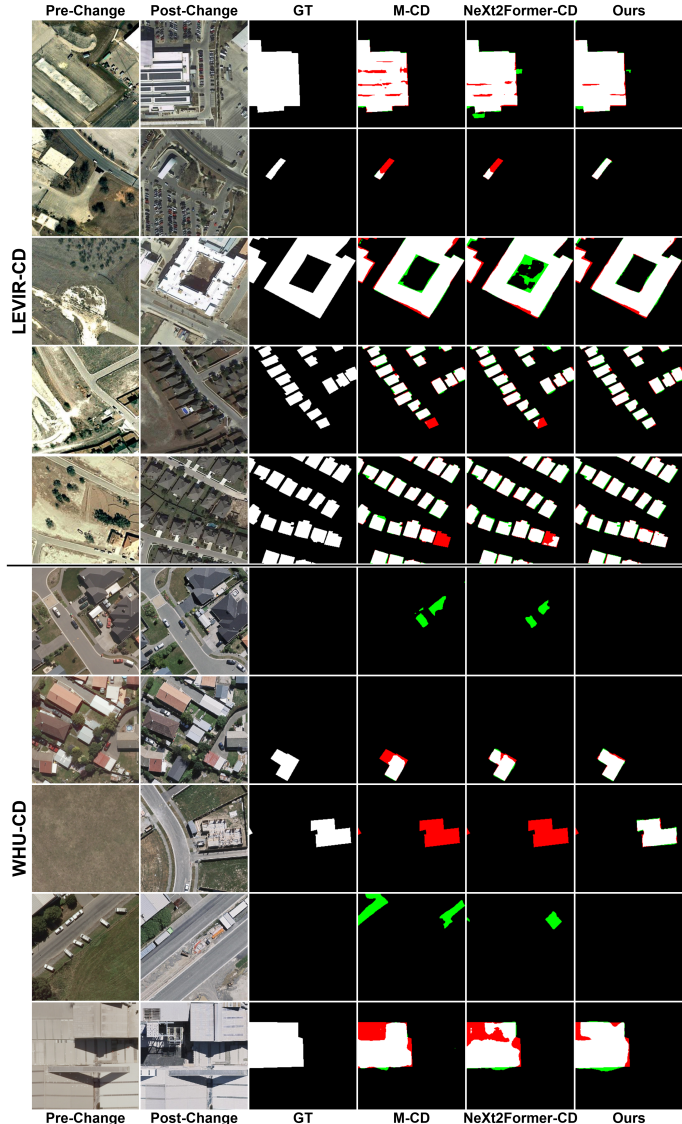 Pre-Change Post-Change GT M-CD NeXt2Former-CD Ours
LEVIR-CD
WHU-CD
Pre-Change Post-Change GT M-CD NeXt2Former-CD Ours